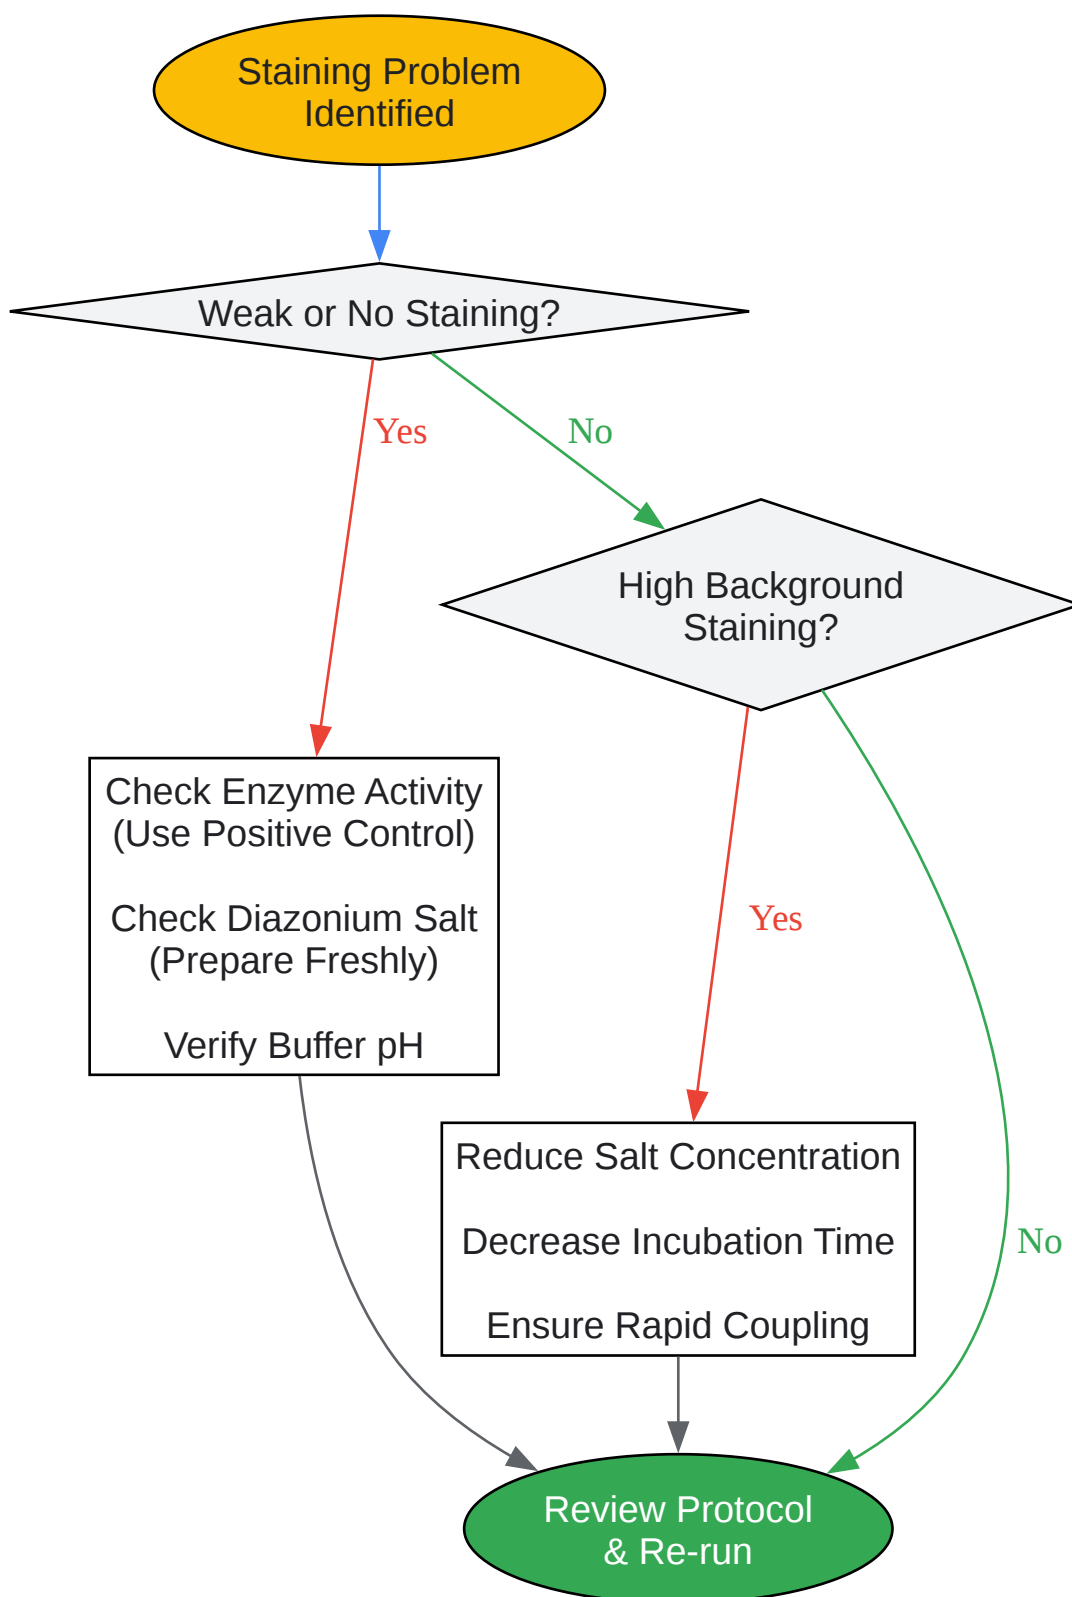 Staining Problem
Identified
Weak or No Staining?
Yes
No
High Background
Staining?
Check Enzyme Activity
(Use Positive Control)
Check Diazonium Salt
(Prepare Freshly)
Verify Buffer pH
Yes
Reduce Salt Concentration
Decrease Incubation Time
Ensure Rapid Coupling
No
Review Protocol
& Re-run